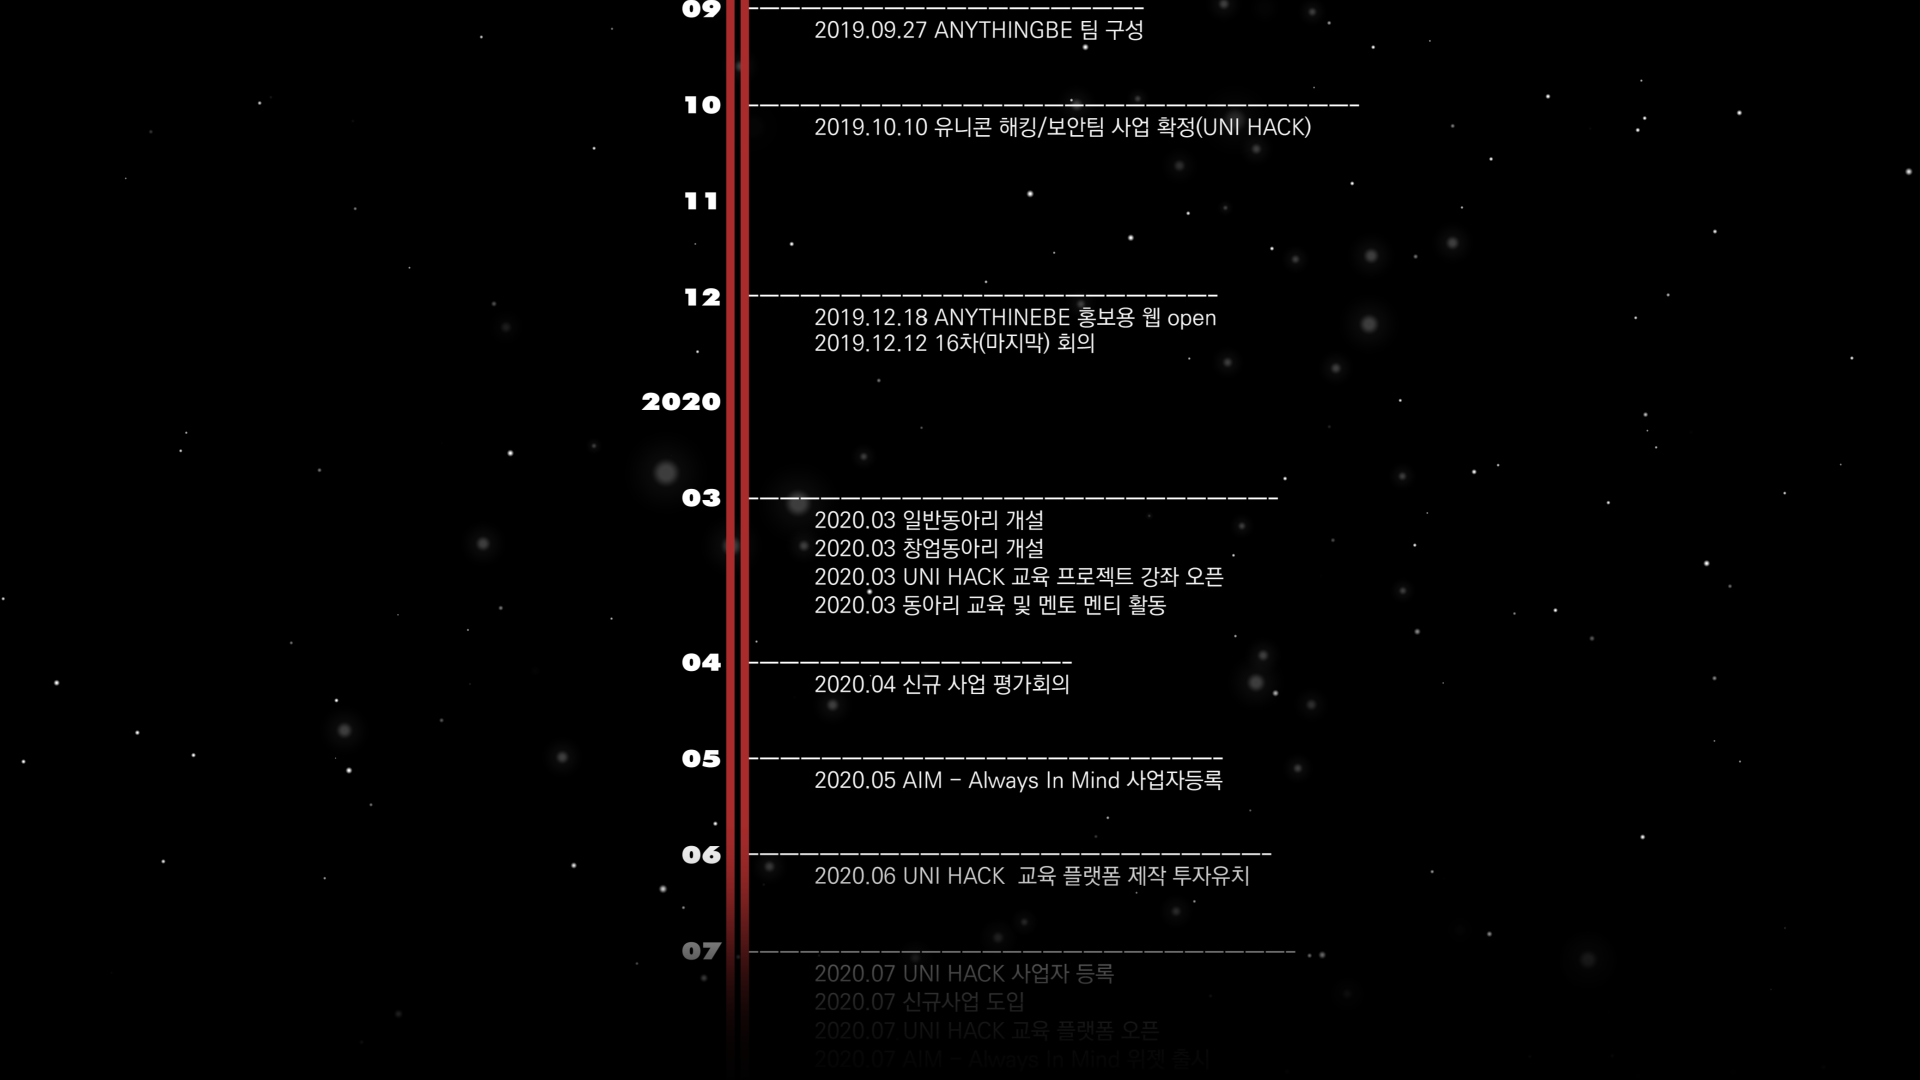 09
2019.09.27 ANYTHINGBE 팀 구성
10
2019.10.10 유니콘 해킹/보안팀 사업 확정(UNI HACK)
11
12
2019.12.18 ANYTHINEBE 홍보용 웹 open
2019.12.12 16차(마지막) 회의
2020
03
2020.03 일반동아리 개설
2020.03 창업동아리 개설
2020.03 UNI HACK 교육 프로젝트 강좌 오픈
2020.03 동아리 교육 및 멘토 멘티 활동
04
2020.04 신규 사업 평가회의
05
2020.05 AIM - Always In Mind 사업자등록
06
2020.06 UNI HACK 교육 플랫폼 제작 투자유치
07
2020.07 UNI HACK 사업자 등록
2020.07 신규사업 도입
2020.07 UNI HACK 교육 플랫폼 오픈
2020.07 AIM - Always In Mind 위젯 출시